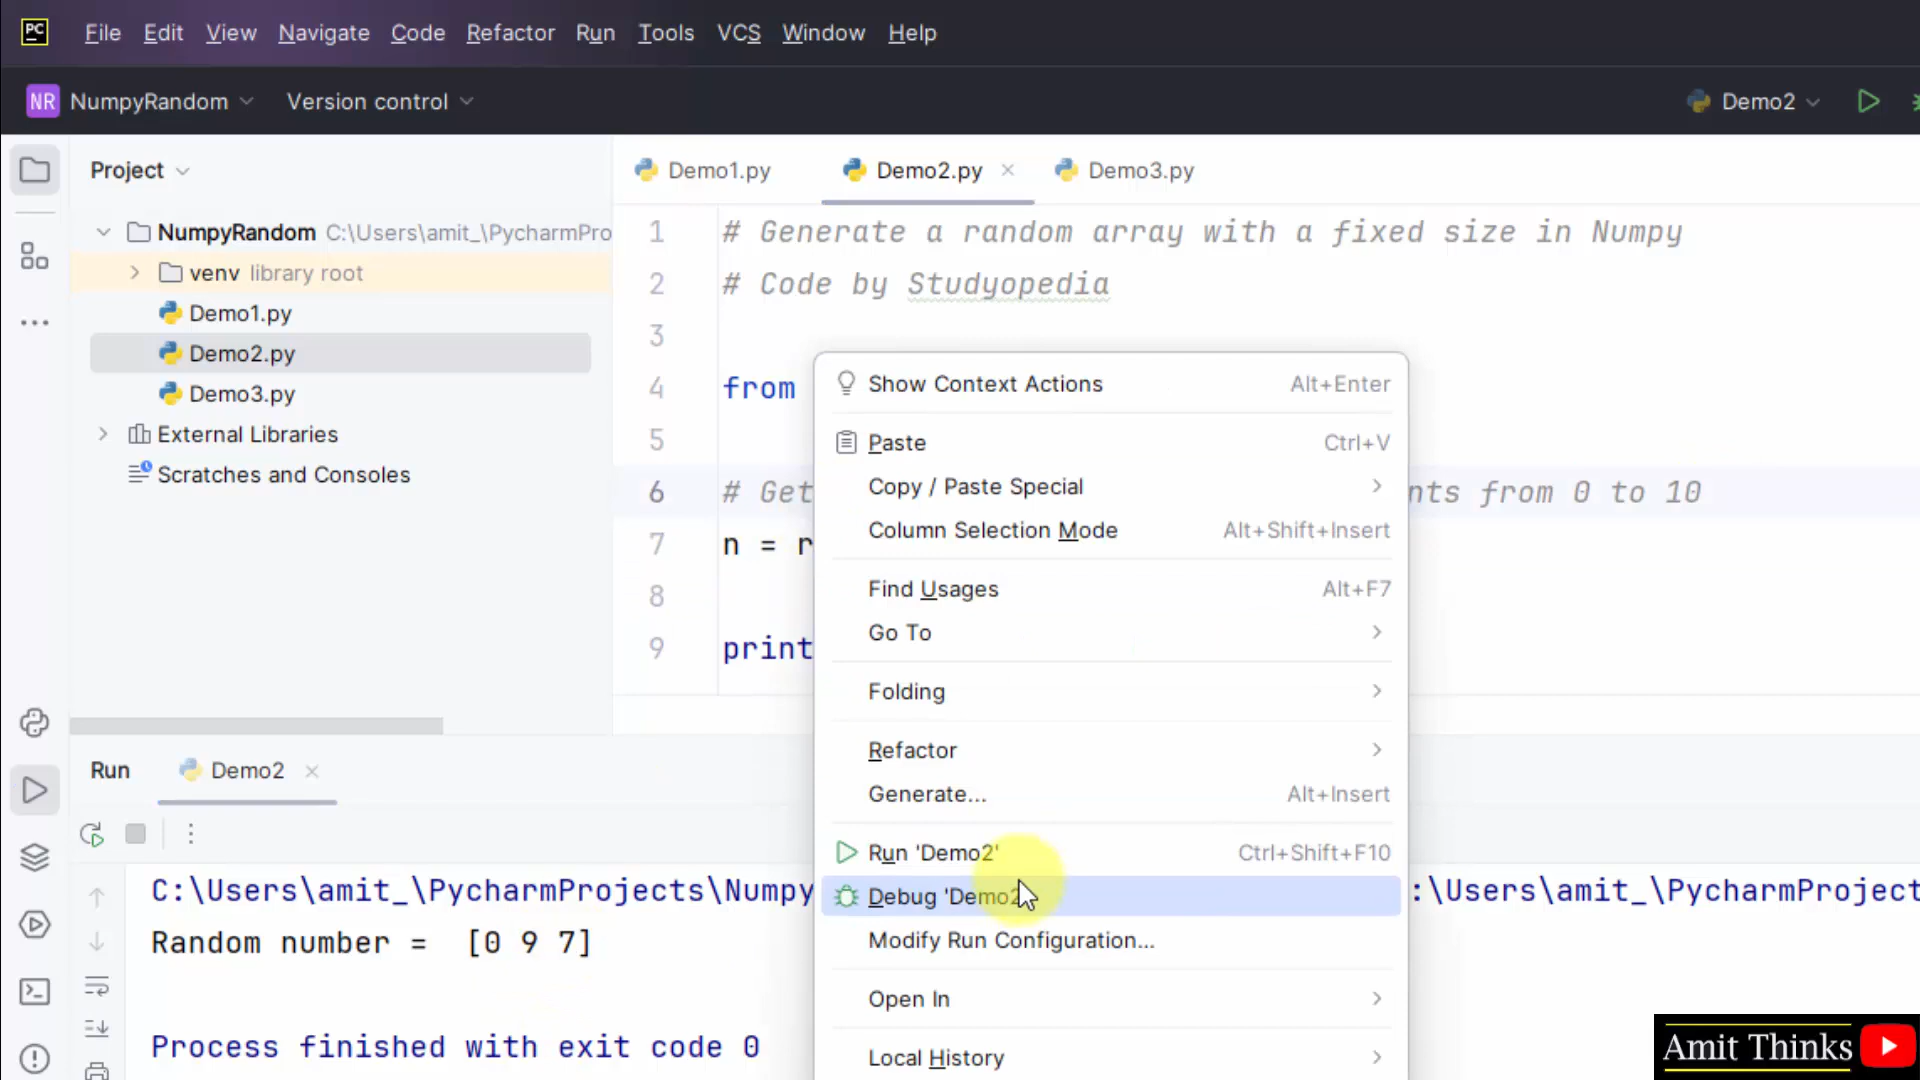 PC File Edit View Navigate Code Refactor Run Tools VCS Window Help
NR NumpyRandom Version control Demo2
Project
Demo1.py Demo2.py Demo3.py
NumpyRandom C:\Users\amit_\PycharmPro
venv library root
Demo1.py
Demo2.py
Demo3.py
External Libraries
Scratches and Consoles
1 # Generate a random array with a fixed size in Numpy
2 # Code by Studyopedia
3
4 from
5
6 # Get nts from 0 to 10
7 n = r
8
9 print
Show Context Actions Alt+Enter
Paste Ctrl+V
Copy / Paste Special
Column Selection Mode Alt+Shift+Insert
Find Usages Alt+F7
Go To
Folding
Refactor
Generate... Alt+Insert
Run 'Demo2' Ctrl+Shift+F10
Debug 'Demo2
Modify Run Configuration...
Open In
Local History
Run Demo2
C:\Users\amit_\PycharmProjects\Numpy :\Users\amit_\PycharmProject
Random number = [0 9 7]
Process finished with exit code 0
Amit Thinks